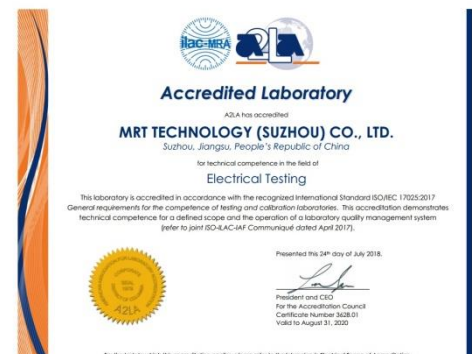 ilac-MRA
A2LA
Accredited Laboratory
A2LA has accredited
MRT TECHNOLOGY (SUZHOU) CO., LTD.
Suzhou, Jiangsu, People's Republic of China
for technical competence in the field of
Electrical Testing
This laboratory is accredited in accordance with the recognized International Standard ISO/IEC 17025:2017
General requirements for the competence of testing and calibration laboratories. This accreditation demonstrates
technical competence for a defined scope and the operation of a laboratory quality management system
(refer to joint ISO-ILAC-IAF Communiqué dated April 2017).
Presented this 24th day of July 2018.
President and CEO
For the Accreditation Council
Certificate Number 3628.01
Valid to August 31, 2020
SEAL
1978
A2LA